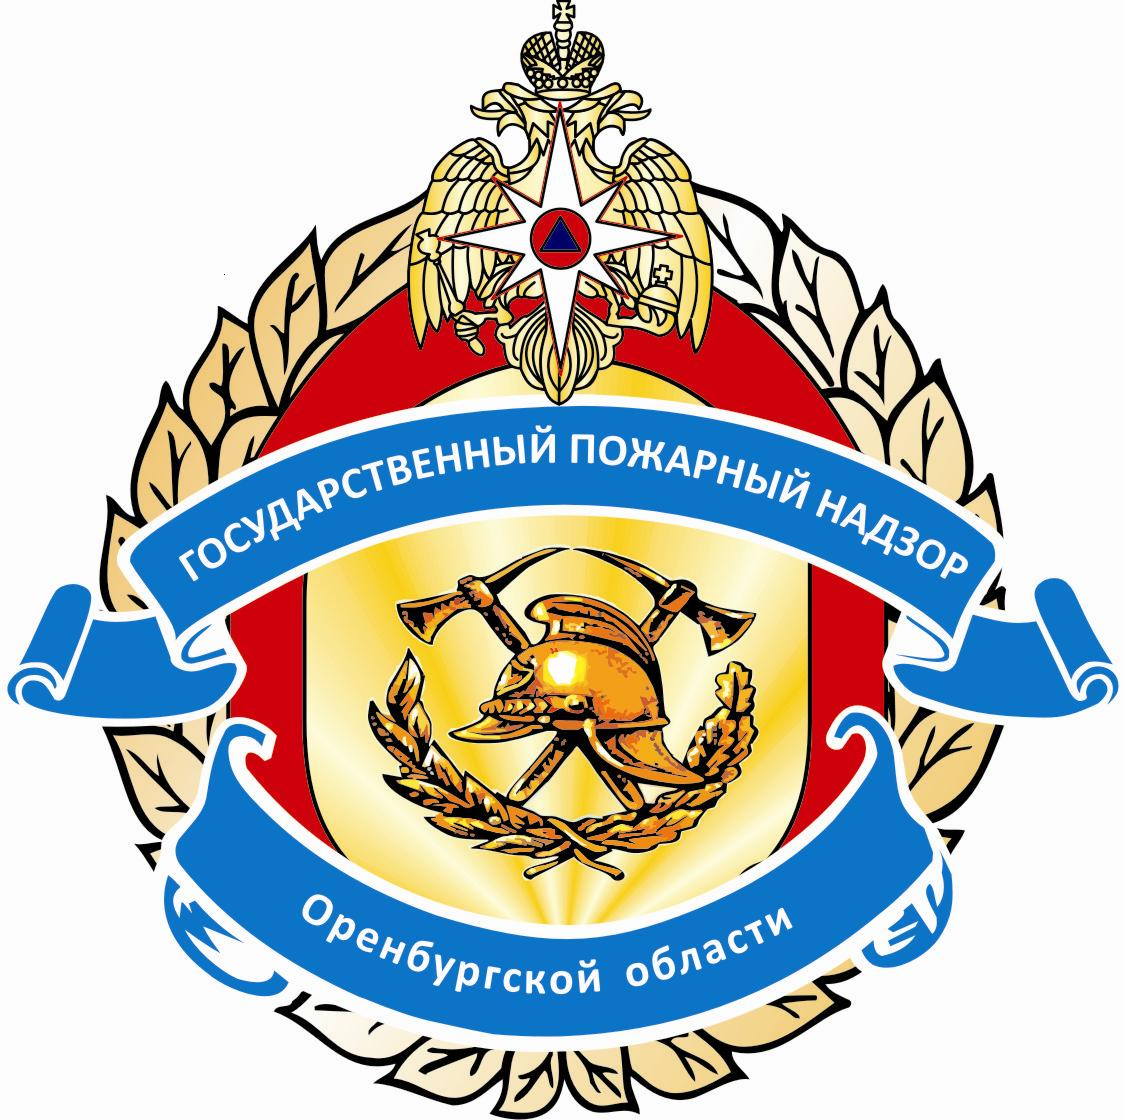 ГОСУДАРСТВЕННЫЙ ПОЖАРНЫЙ НАДЗОР
Оренбургской области